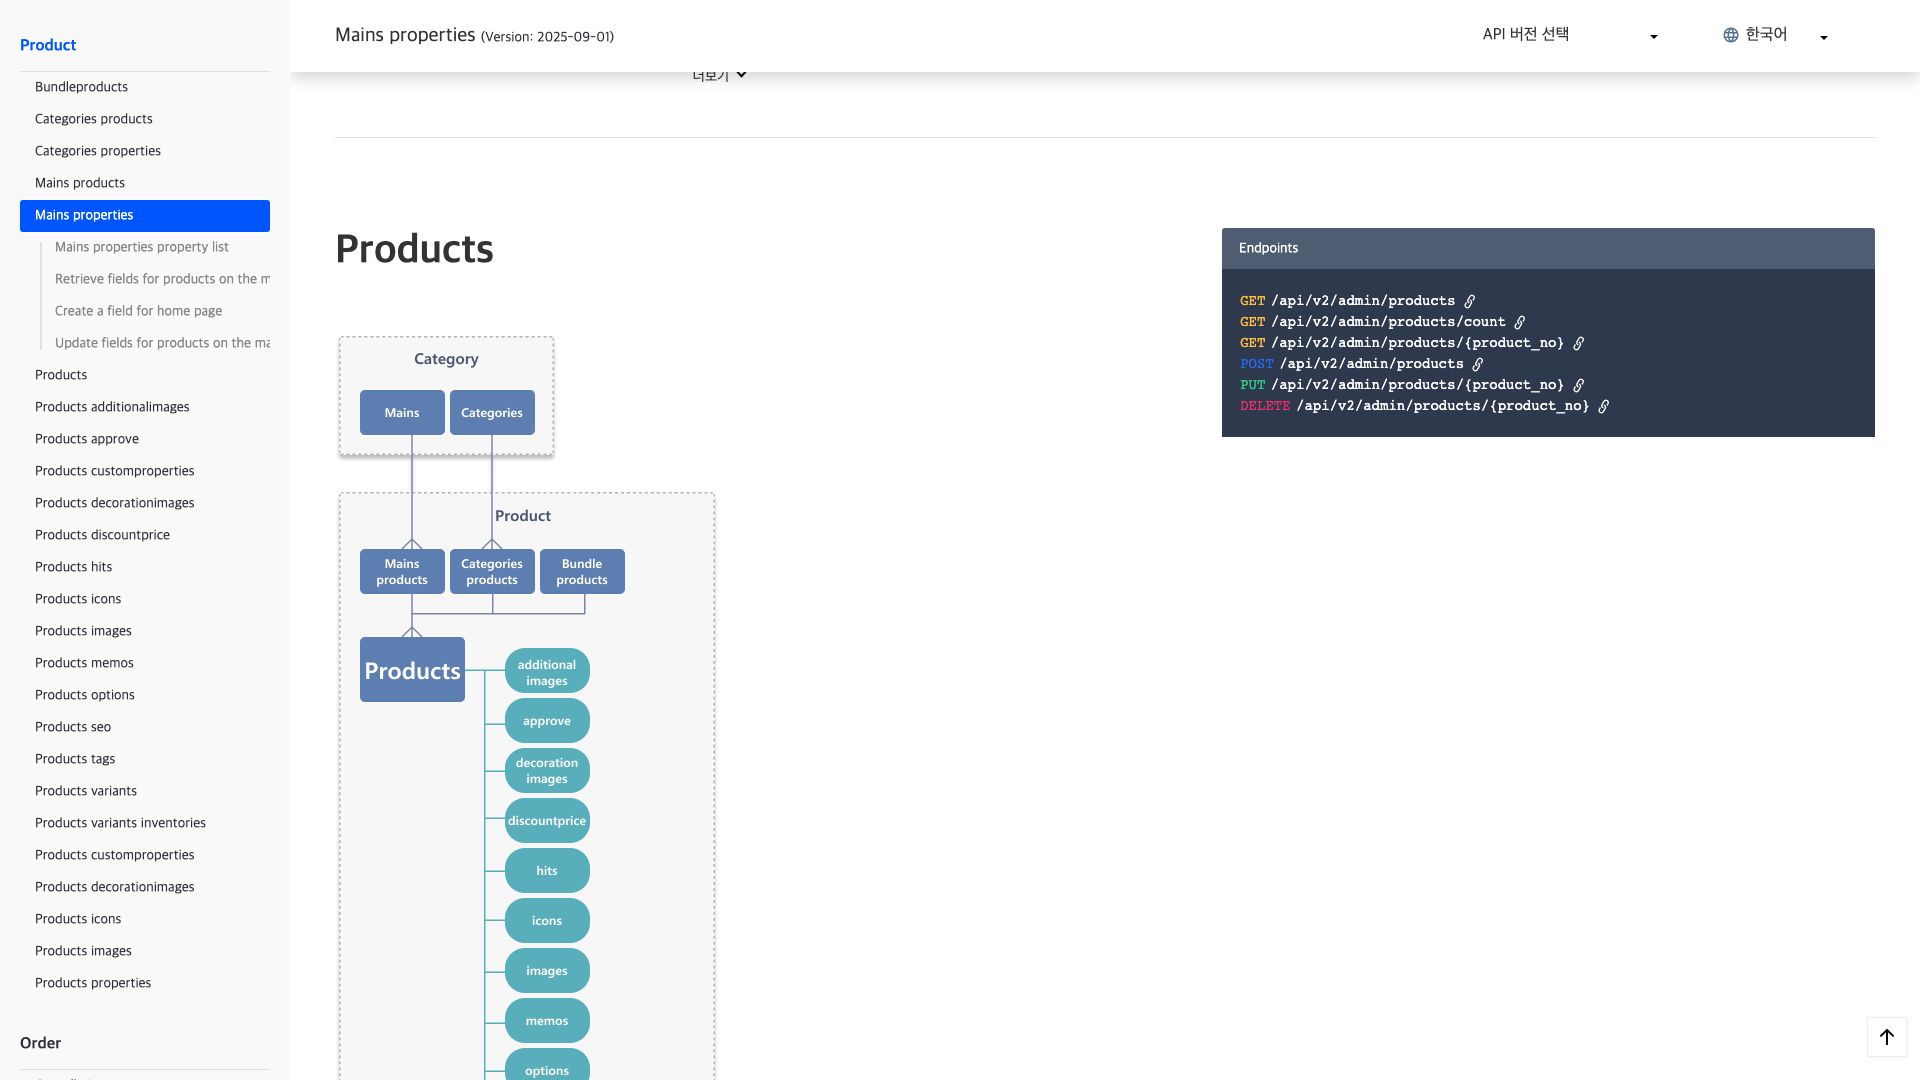 Product
Bundleproducts
Categories products
Categories properties
Mains products
Mains properties
Mains properties property list
Retrieve fields for products on the m
Create a field for home page
Update fields for products on the ma
Products
Products additionalimages
Products approve
Products customproperties
Products decorationimages
Products discountprice
Products hits
Products icons
Products images
Products memos
Products options
Products seo
Products tags
Products variants
Products variants inventories
Products customproperties
Products decorationimages
Products icons
Products images
Products properties
Order
Mains properties (Version: 2025-09-01)
API 버전 선택
한국어
더보기
Products
Category
Mains
Categories
Product
Mains
products
Categories
products
Bundle
products
Products
additional
images
approve
decoration
images
discountprice
hits
icons
images
memos
options
Endpoints
GET /api/v2/admin/products
GET /api/v2/admin/products/count
GET /api/v2/admin/products/{product_no}
POST /api/v2/admin/products
PUT /api/v2/admin/products/{product_no}
DELETE /api/v2/admin/products/{product_no}